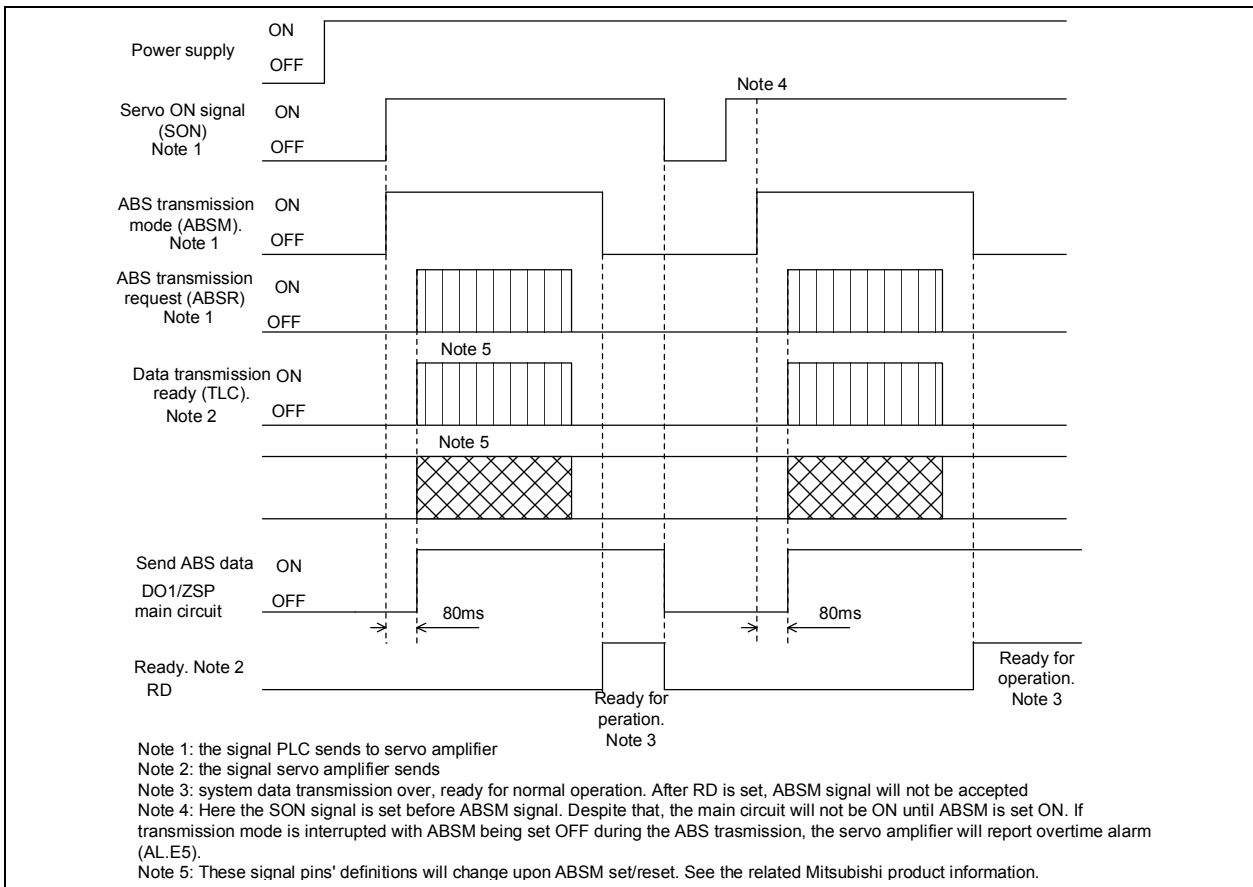 ON
Power supply
OFF
Note 4
Servo ON signal
ON
(SON)
Note 1
OFF
ABS transmission
ON
mode (ABSM).
Note 1
OFF
ABS transmission
ON
request (ABSR)
Note 1
OFF
Note 5
Data transmission ON
ready (TLC).
Note 2
OFF
Note 5
Send ABS data
ON
DO1/ZSP
main circuit
OFF
80ms
80ms
Ready. Note 2
RD
Ready for
peration.
Note 3
Ready for
operation.
Note 3
Note 1: the signal PLC sends to servo amplifier
Note 2: the signal servo amplifier sends
Note 3: system data transmission over, ready for normal operation. After RD is set, ABSM signal will not be accepted
Note 4: Here the SON signal is set before ABSM signal. Despite that, the main circuit will not be ON until ABSM is set ON. If
transmission mode is interrupted with ABSM being set OFF during the ABS trasmission, the servo amplifier will report overtime alarm
(AL.E5).
Note 5: These signal pins' definitions will change upon ABSM set/reset. See the related Mitsubishi product information.